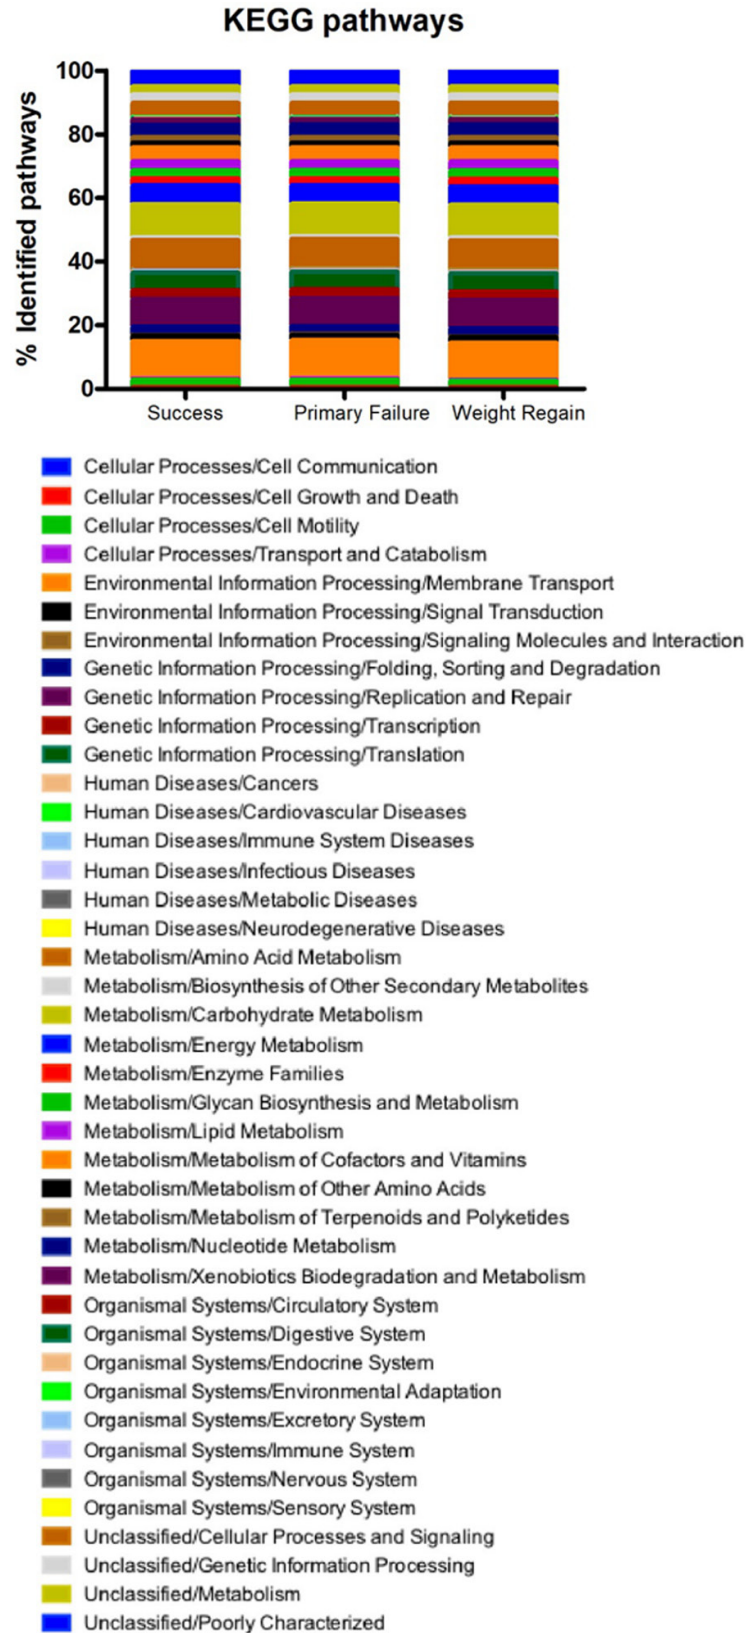 KEGG pathways
% Identified pathways
100
80
60
40
20
0
Success Primary Failure Weight Regain
Cellular Processes/Cell Communication
Cellular Processes/Cell Growth and Death
Cellular Processes/Cell Motility
Cellular Processes/Transport and Catabolism
Environmental Information Processing/Membrane Transport
Environmental Information Processing/Signal Transduction
Environmental Information Processing/Signaling Molecules and Interaction
Genetic Information Processing/Folding, Sorting and Degradation
Genetic Information Processing/Replication and Repair
Genetic Information Processing/Transcription
Genetic Information Processing/Translation
Human Diseases/Cancers
Human Diseases/Cardiovascular Diseases
Human Diseases/Immune System Diseases
Human Diseases/Infectious Diseases
Human Diseases/Metabolic Diseases
Human Diseases/Neurodegenerative Diseases
Metabolism/Amino Acid Metabolism
Metabolism/Biosynthesis of Other Secondary Metabolites
Metabolism/Carbohydrate Metabolism
Metabolism/Energy Metabolism
Metabolism/Enzyme Families
Metabolism/Glycan Biosynthesis and Metabolism
Metabolism/Lipid Metabolism
Metabolism/Metabolism of Cofactors and Vitamins
Metabolism/Metabolism of Other Amino Acids
Metabolism/Metabolism of Terpenoids and Polyketides
Metabolism/Nucleotide Metabolism
Metabolism/Xenobiotics Biodegradation and Metabolism
Organismal Systems/Circulatory System
Organismal Systems/Digestive System
Organismal Systems/Endocrine System
Organismal Systems/Environmental Adaptation
Organismal Systems/Excretory System
Organismal Systems/Immune System
Organismal Systems/Nervous System
Organismal Systems/Sensory System
Unclassified/Cellular Processes and Signaling
Unclassified/Genetic Information Processing
Unclassified/Metabolism
Unclassified/Poorly Characterized